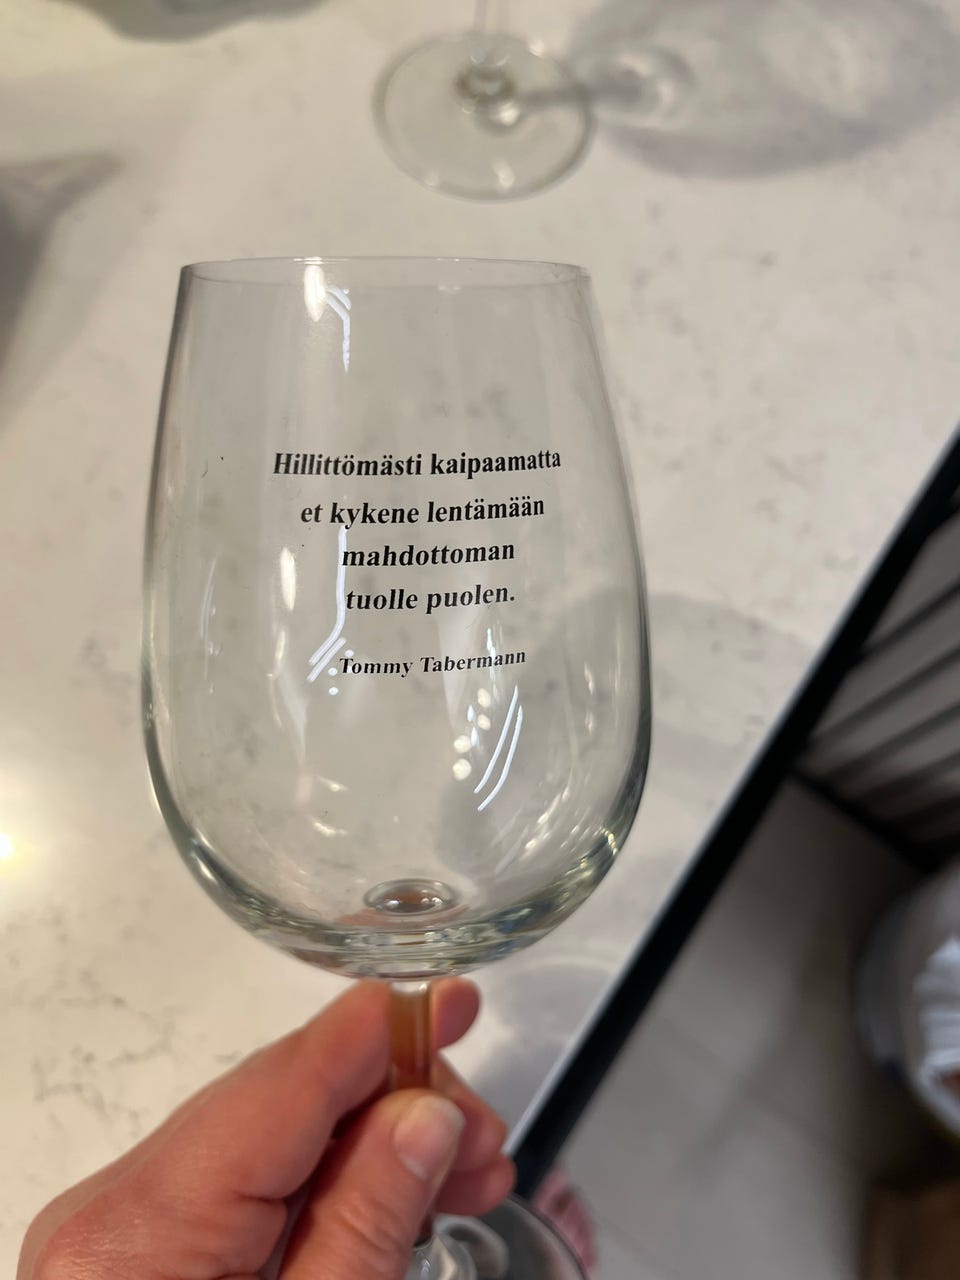 Hillittömästi kaipaamatta
et kykene lentämään
mahdottoman
tuolle puolen.
Tommy Tabermann